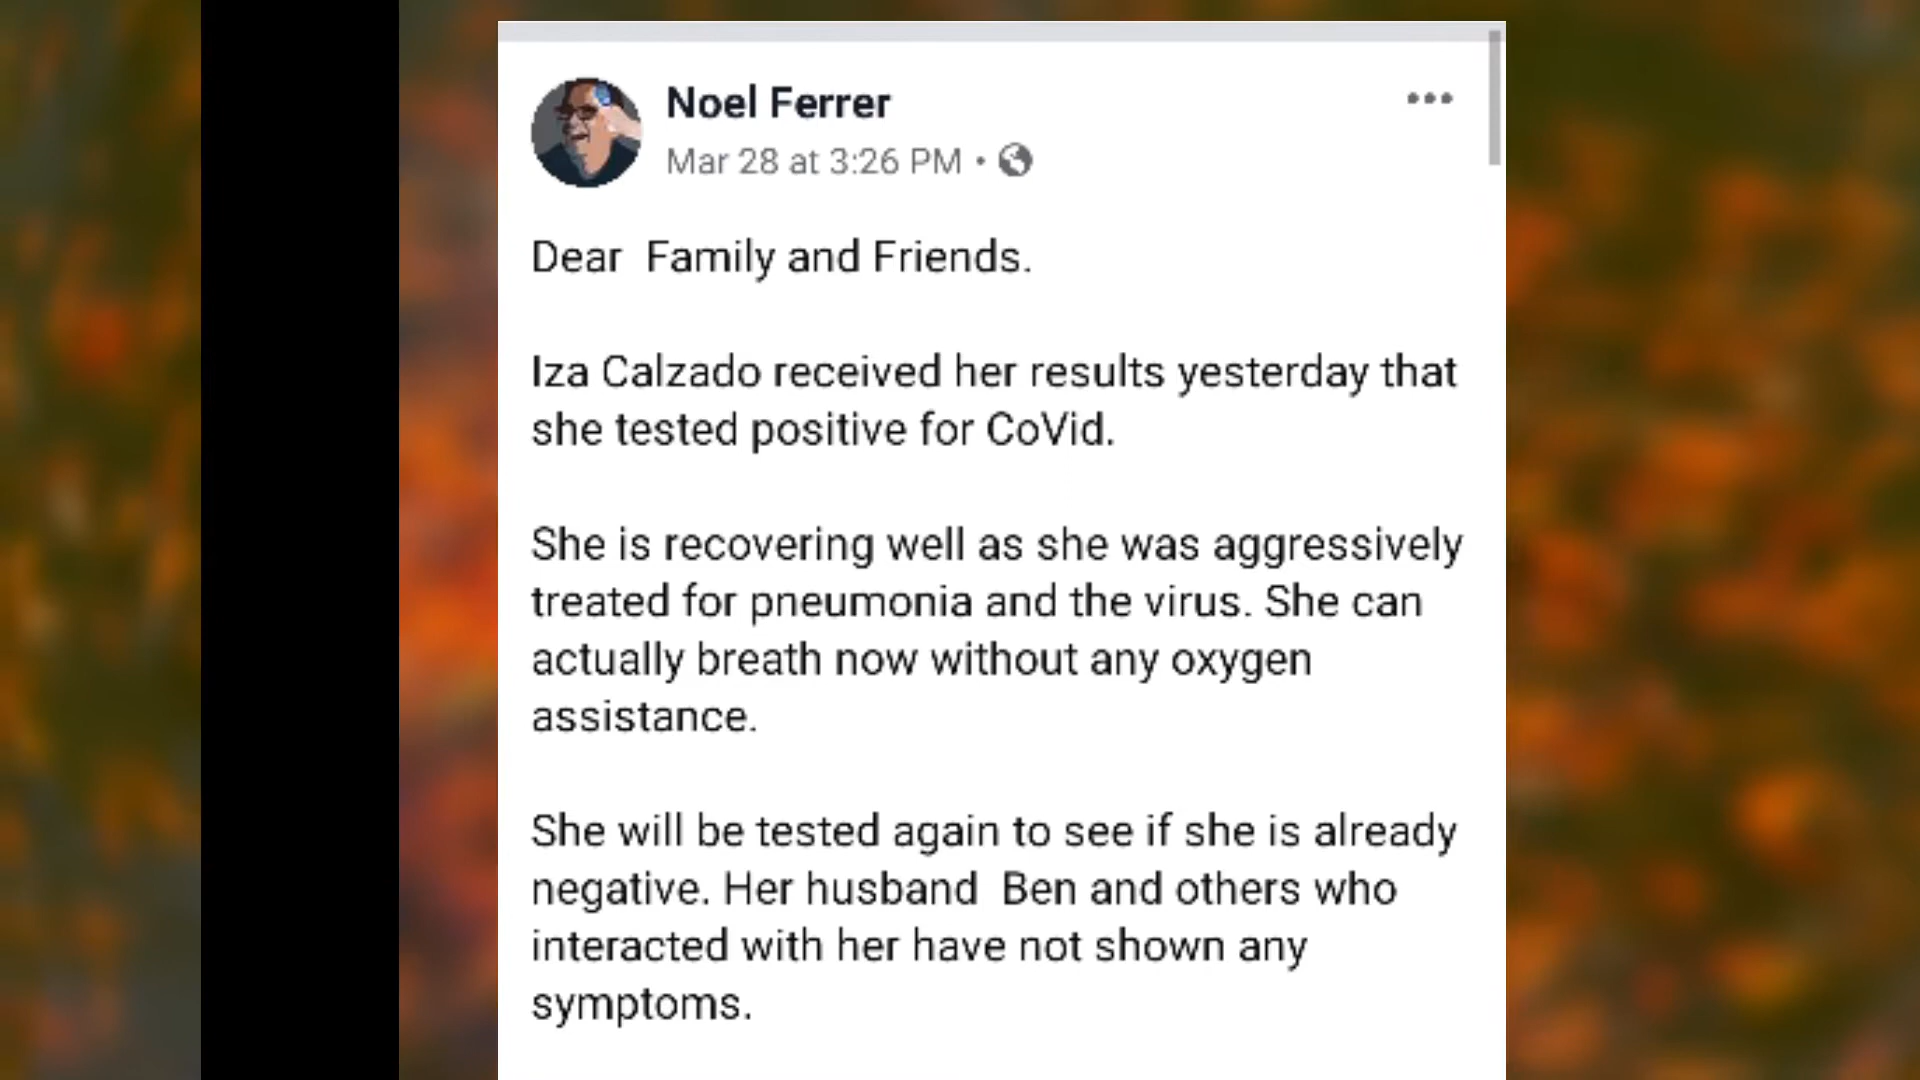 Noel Ferrer
Mar 28 at 3:26 PM •
Dear Family and Friends.
Iza Calzado received her results yesterday that
she tested positive for CoVid.
She is recovering well as she was aggressively
treated for pneumonia and the virus. She can
actually breath now without any oxygen
assistance.
She will be tested again to see if she is already
negative. Her husband Ben and others who
interacted with her have not shown any
symptoms.